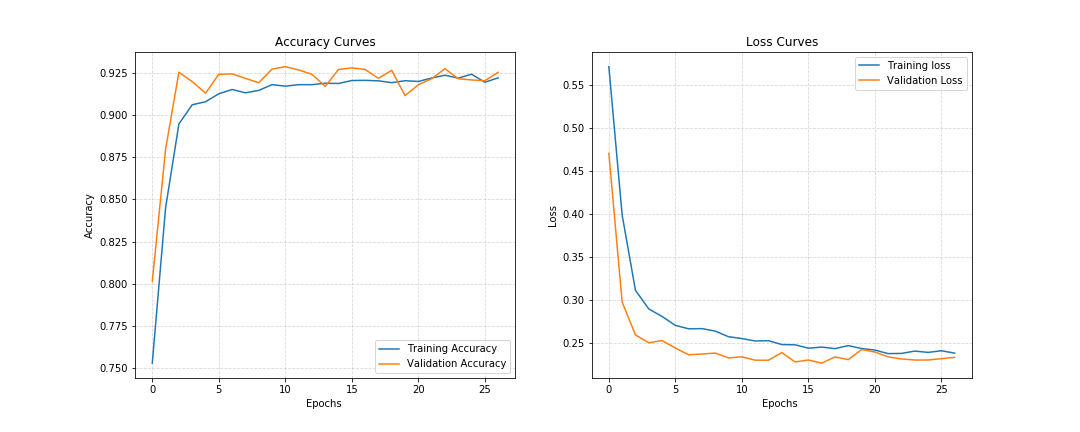 Accuracy Curves
0.925
0.900
0.875
0.850
0.825
0.800
0.775
0.750
Accuracy
Training Accuracy
Validation Accuracy
0 5 10 15 20 25
Epochs
Loss Curves
Training loss
Validation Loss
0.55
0.50
0.45
0.40
0.35
0.30
0.25
Loss
0 5 10 15 20 25
Epochs